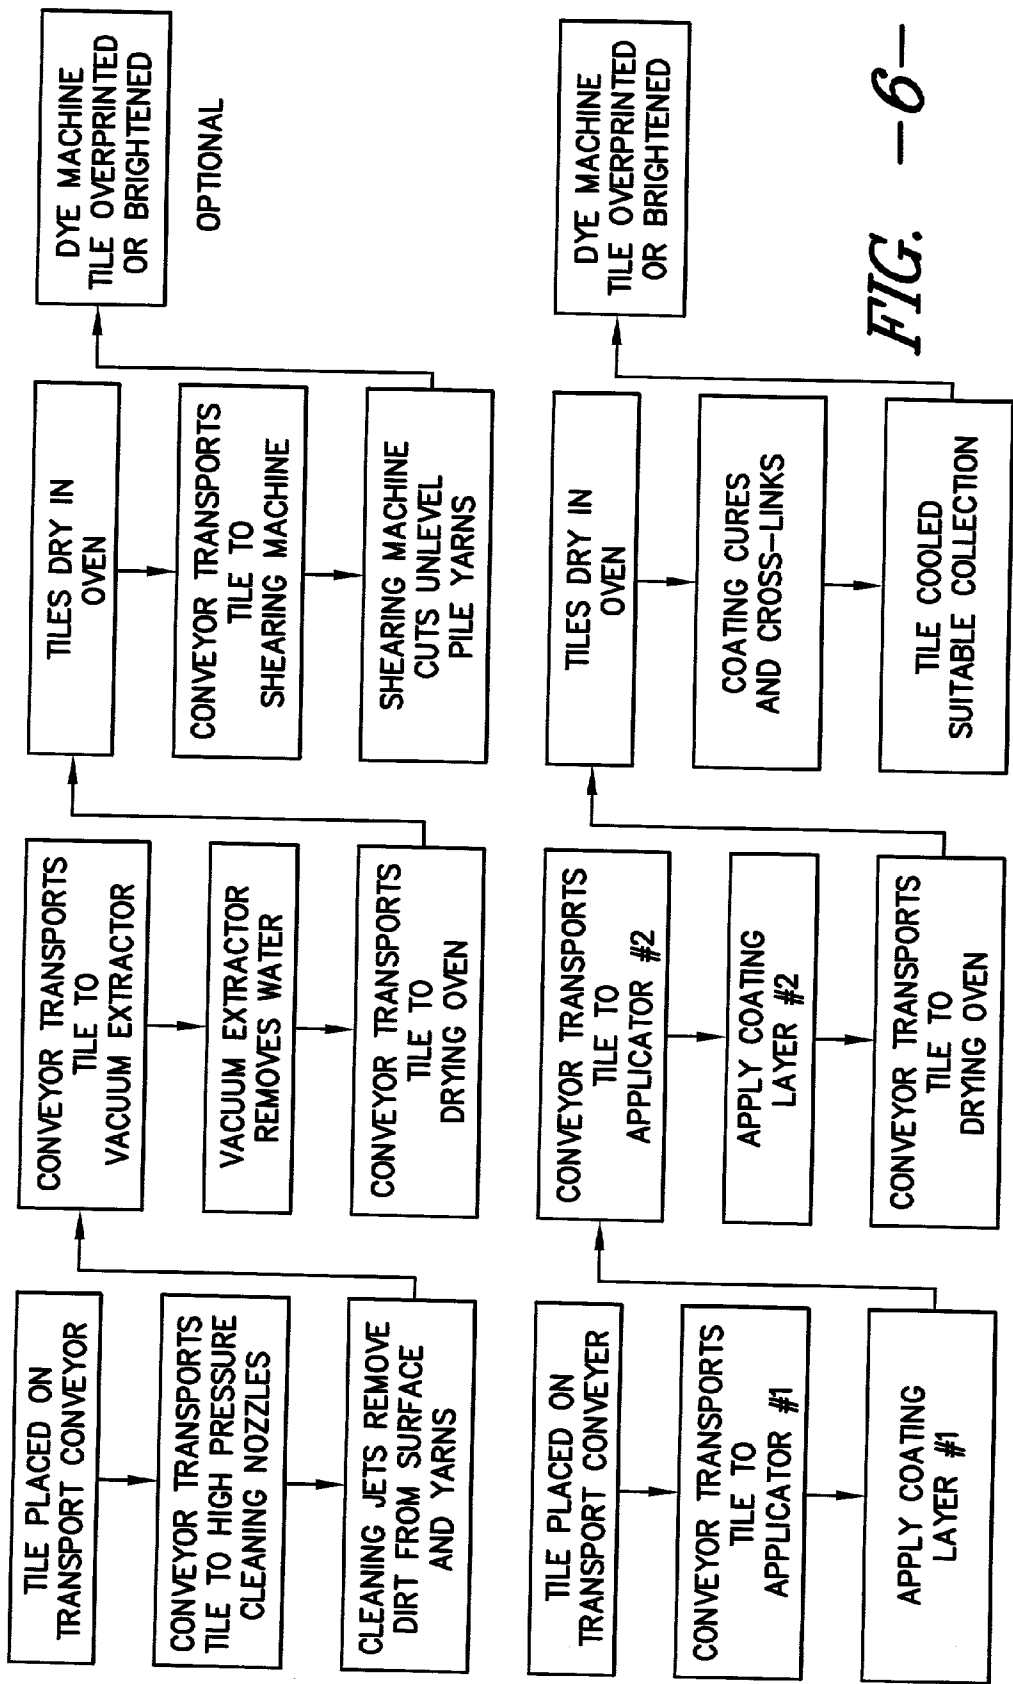 TILE PLACED ON
TRANSPORT CONVEYOR
CONVEYOR TRANSPORTS
TILE TO HIGH PRESSURE
CLEANING NOZZLES
CLEANING JETS REMOVE
DIRT FROM SURFACE
AND YARNS
CONVEYOR TRANSPORTS
TILE TO
VACUUM EXTRACTOR
VACUUM EXTRACTOR
REMOVES WATER
CONVEYOR TRANSPORTS
TILE TO
DRYING OVEN
TILES DRY IN
OVEN
CONVEYOR TRANSPORTS
TILE TO
SHEARING MACHINE
SHEARING MACHINE
CUTS UNLEVEL
PILE YARNS
DYE MACHINE
TILE OVERPRINTED
OR BRIGHTENED
OPTIONAL
TILE PLACED ON
TRANSPORT CONVEYER
CONVEYOR TRANSPORTS
TILE TO
APPLICATOR #1
APPLY COATING
LAYER #1
CONVEYOR TRANSPORTS
TILE TO
APPLICATOR #2
APPLY COATING
LAYER #2
CONVEYOR TRANSPORTS
TILE TO
DRYING OVEN
TILES DRY IN
OVEN
COATING CURES
AND CROSS-LINKS
TILE COOLED
SUITABLE COLLECTION
DYE MACHINE
TILE OVERPRINTED
OR BRIGHTENED
FIG. -6-